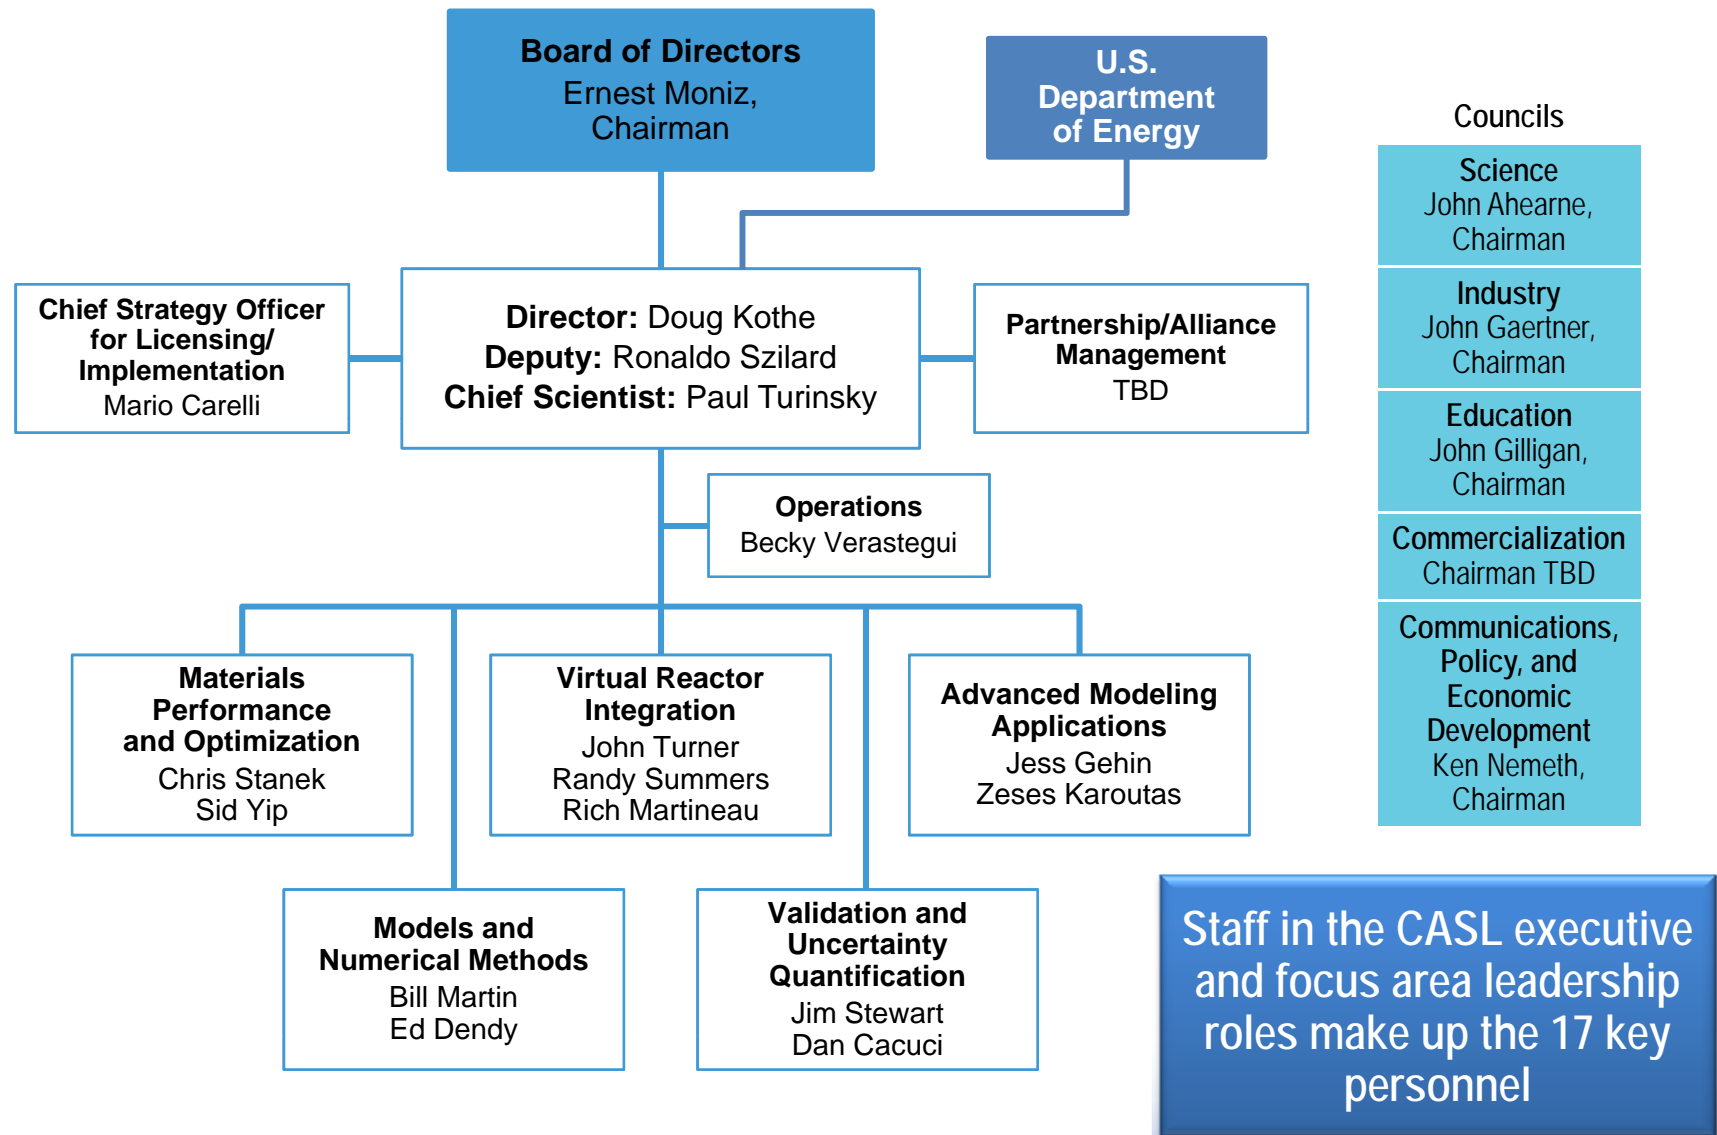 Board of Directors
Ernest Moniz,
Chairman
U.S.
Department
of Energy
Councils
Science
John Ahearne,
Chairman
Industry
John Gaertner,
Chairman
Education
John Gilligan,
Chairman
Commercialization
Chairman TBD
Communications,
Policy, and
Economic
Development
Ken Nemeth,
Chairman
Chief Strategy Officer
for Licensing/
Implementation
Mario Carelli
Director: Doug Kothe
Deputy: Ronaldo Szilard
Chief Scientist: Paul Turinsky
Partnership/Alliance
Management
TBD
Operations
Becky Verastegui
Materials
Performance
and Optimization
Chris Stanek
Sid Yip
Virtual Reactor
Integration
John Turner
Randy Summers
Rich Martineau
Advanced Modeling
Applications
Jess Gehin
Zeses Karoutas
Models and
Numerical Methods
Bill Martin
Ed Dendy
Validation and
Uncertainty
Quantification
Jim Stewart
Dan Cacuci
Staff in the CASL executive
and focus area leadership
roles make up the 17 key
personnel